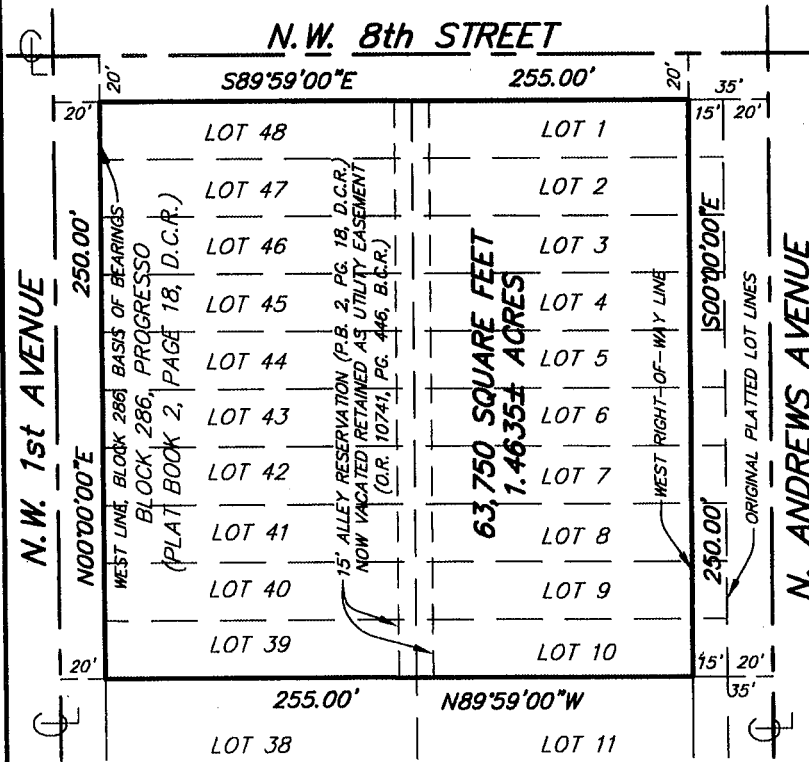 N.W. 8th STREET
S89°59'00"E
255.00'
20'
20'
35'
20'
15'
20'
LOT 48
LOT 1
LOT 47
LOT 2
LOT 46
LOT 3
LOT 45
LOT 4
LOT 44
LOT 5
LOT 43
LOT 6
LOT 42
LOT 7
LOT 41
LOT 8
LOT 40
LOT 9
LOT 39
LOT 10
N.W. 1st AVENUE
250.00'
N00°00'00"E
WEST LINE, BLOCK 286, BASIS OF BEARINGS
BLOCK 286, PROGRESSO
(PLAT BOOK 2, PAGE 18, D.C.R.)
15' ALLEY RESERVATION (P.B. 2, PG. 18, D.C.R.)
NOW VACATED RETAINED AS UTILITY EASEMENT
(O.R. 10741, PG. 446, B.C.R.)
63,750 SQUARE FEET
1.4635± ACRES
WEST RIGHT-OF-WAY LINE
S00°00'00"E
250.00'
ORIGINAL PLATTED LOT LINES
N. ANDREWS AVENUE
20'
15'
20'
35'
255.00'
N89°59'00"W
LOT 38
LOT 11